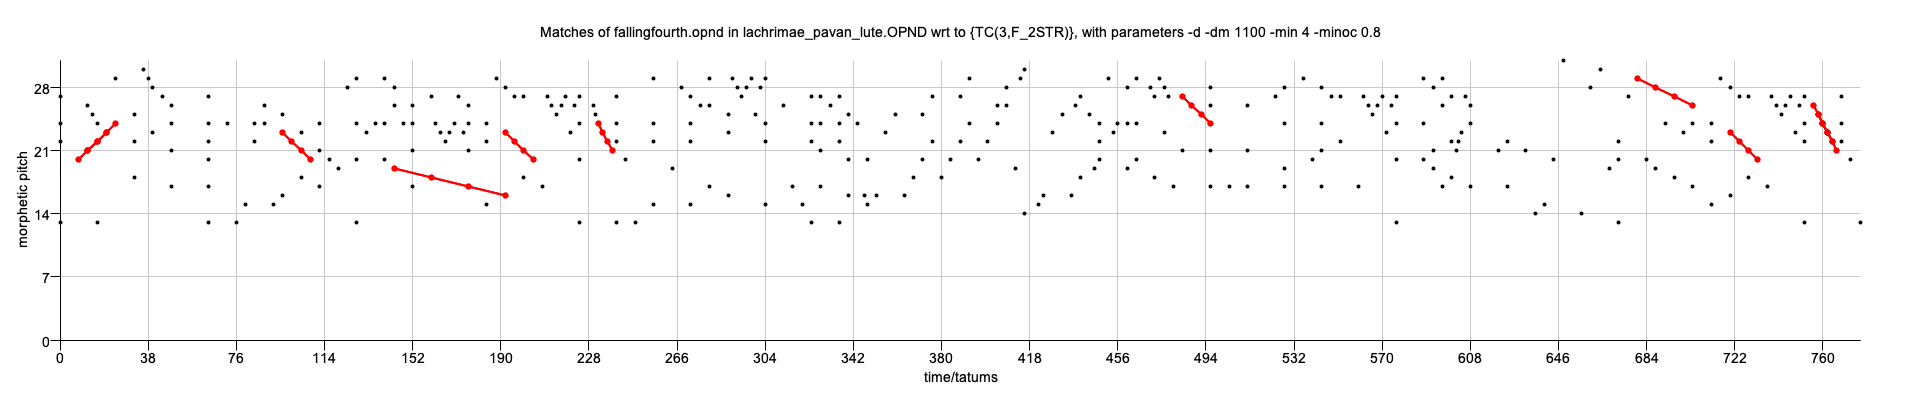 Matches of fallingfourth.opnd in lachrimae_pavan_lute.OPND wrt to {TC(3,F_2STR)}, with parameters -d -dm 1100 -min 4 -minoc 0.8
morphetic pitch
28
21
14
7
0
0 38 76 114 152 190 228 266 304 342 380 418 456 494 532 570 608 646 684 722 760
time/tatums